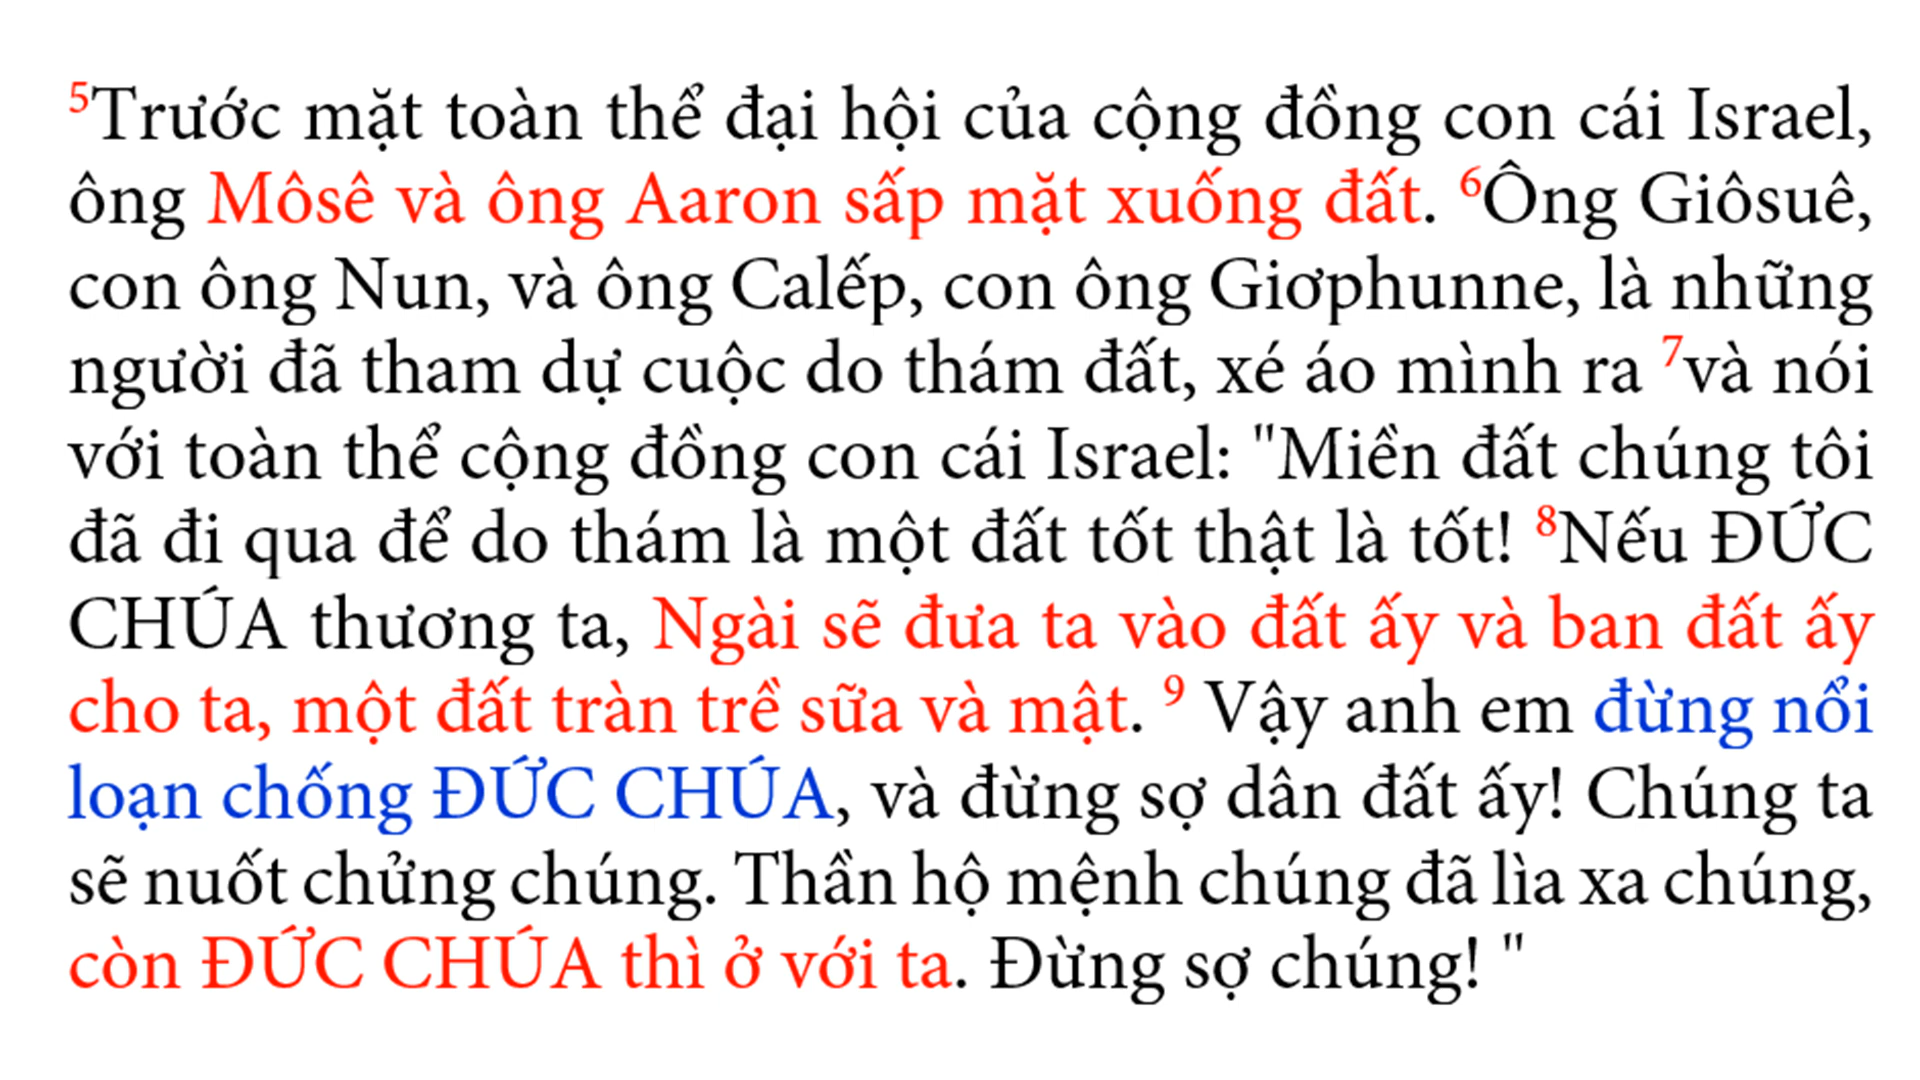 ⁵Trước mặt toàn thể đại hội của cộng đồng con cái Israel,
ông Môsê và ông Aaron sấp mặt xuống đất. ⁶Ông Giôsuê,
con ông Nun, và ông Calếp, con ông Giơphunne, là những
người đã tham dự cuộc do thám đất, xé áo mình ra ⁷và nói
với toàn thể cộng đồng con cái Israel: "Miền đất chúng tôi
đã đi qua để do thám là một đất tốt thật là tốt! ⁸Nếu ĐỨC
CHÚA thương ta, Ngài sẽ đưa ta vào đất ấy và ban đất ấy
cho ta, một đất tràn trề sữa và mật. ⁹ Vậy anh em đừng nổi
loạn chống ĐỨC CHÚA, và đừng sợ dân đất ấy! Chúng ta
sẽ nuốt chửng chúng. Thần hộ mệnh chúng đã lìa xa chúng,
còn ĐỨC CHÚA thì ở với ta. Đừng sợ chúng! "